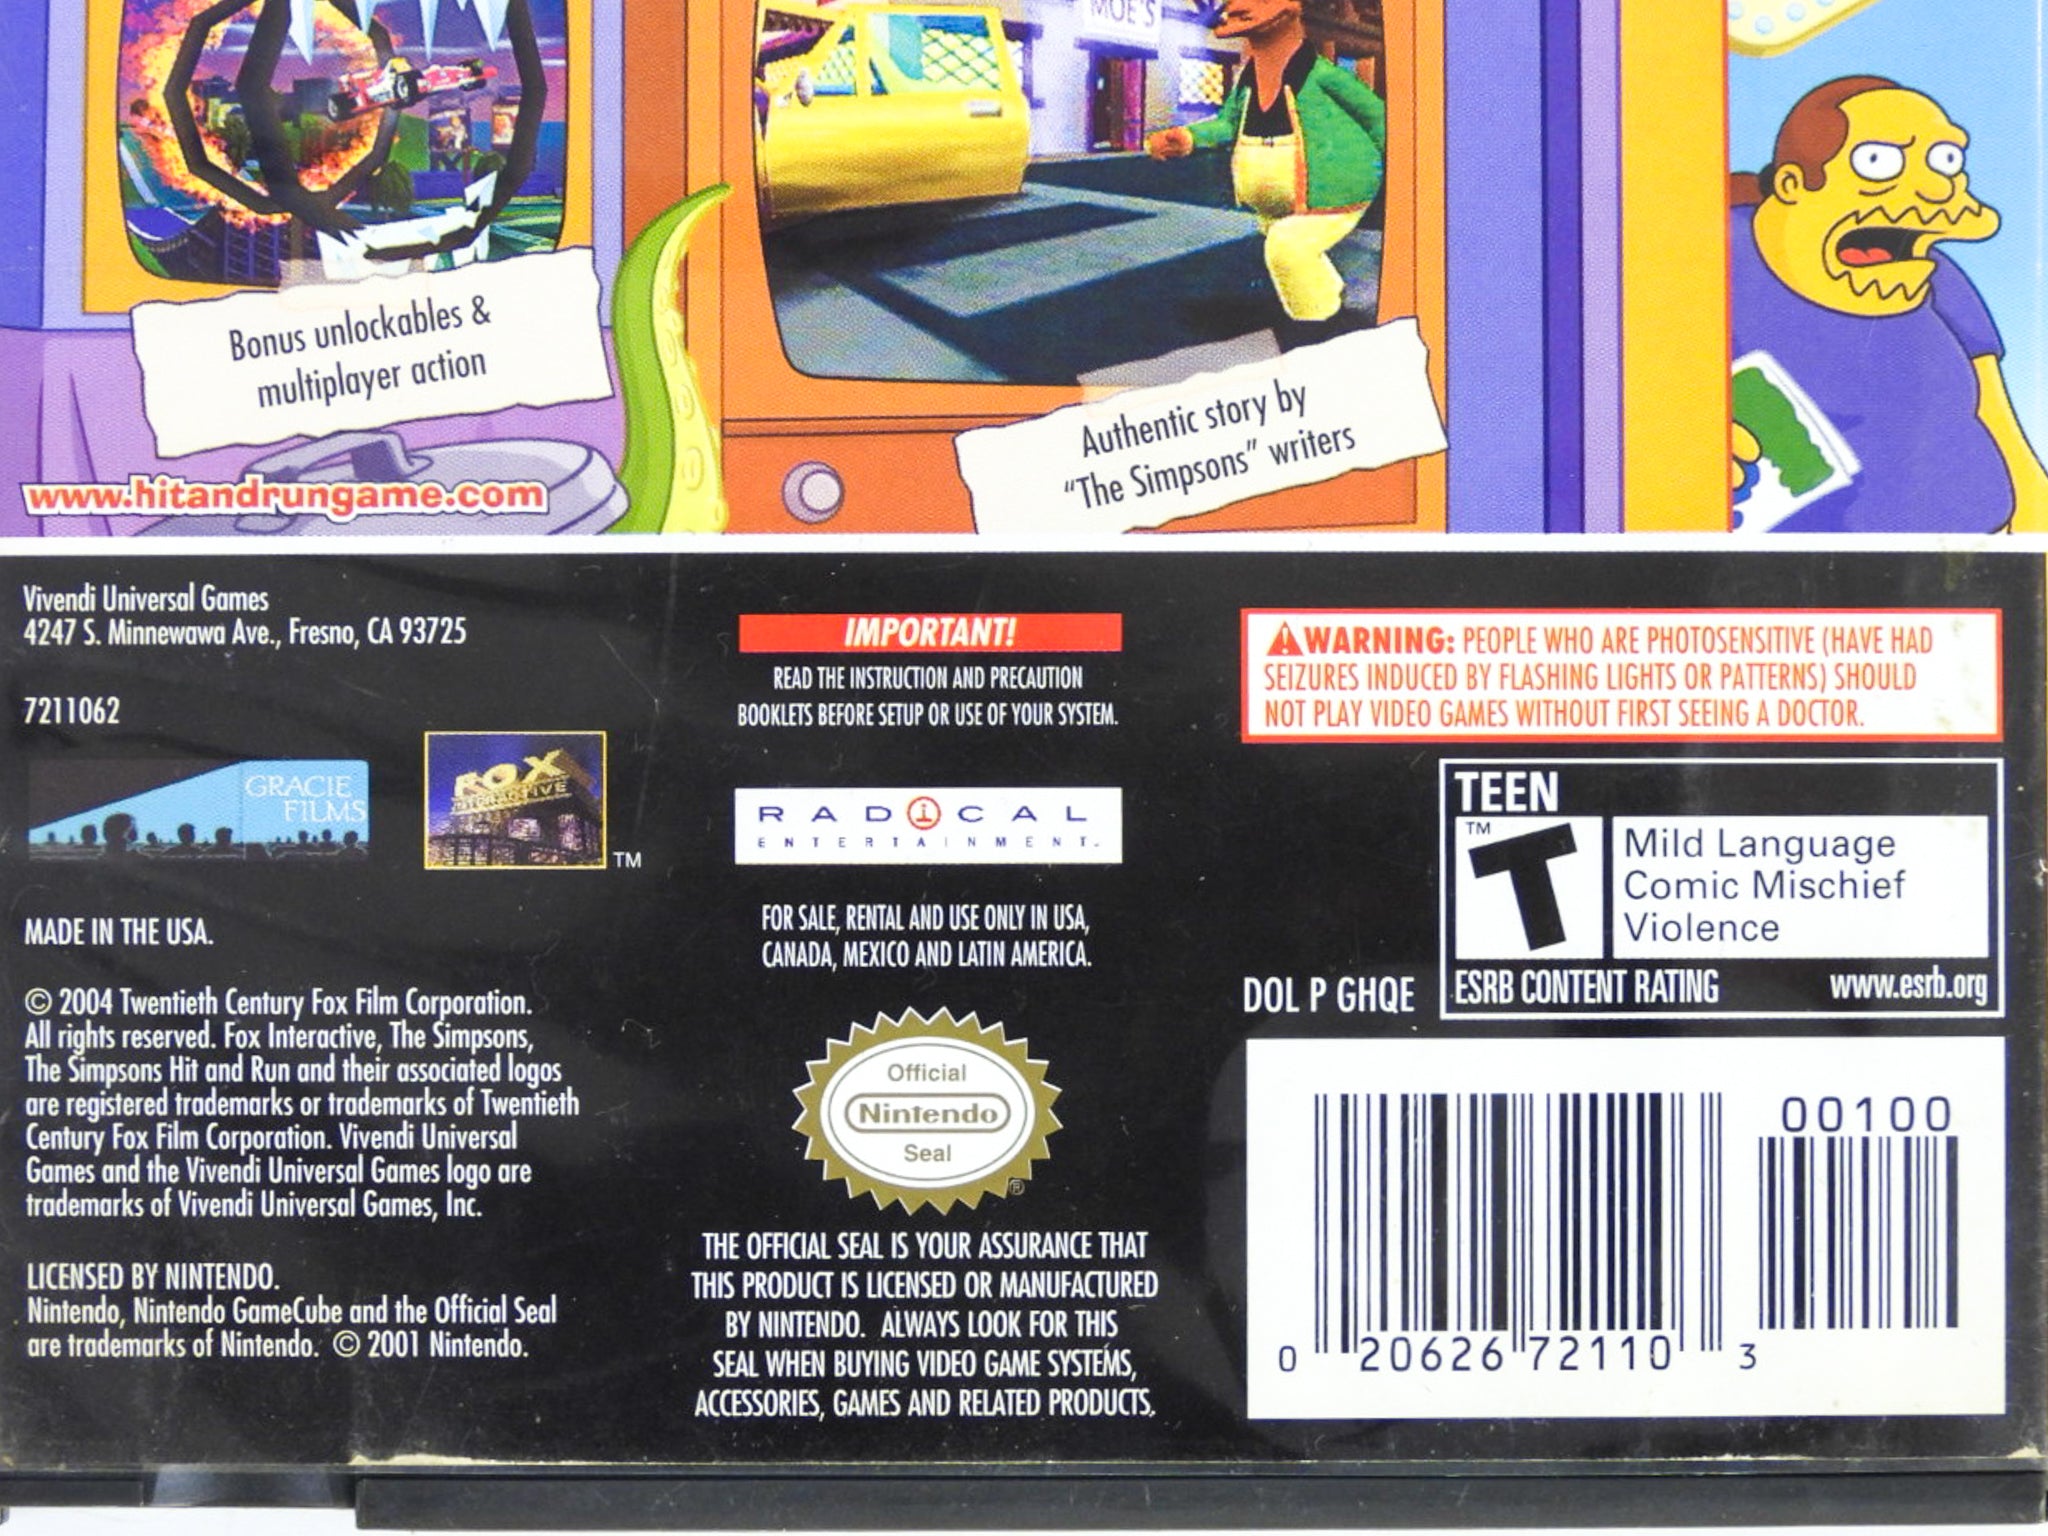 MOE'S
Bonus unlockables &
multiplayer action
Authentic story by
"The Simpsons" writers
www.hitandrungame.com
Vivendi Universal Games
4247 S. Minnewawa Ave., Fresno, CA 93725
7211062
GRACIE
FILMS
FOX
INTERACTIVE
TM
MADE IN THE USA.
© 2004 Twentieth Century Fox Film Corporation.
All rights reserved. Fox Interactive, The Simpsons,
The Simpsons Hit and Run and their associated logos
are registered trademarks or trademarks of Twentieth
Century Fox Film Corporation. Vivendi Universal
Games and the Vivendi Universal Games logo are
trademarks of Vivendi Universal Games, Inc.
LICENSED BY NINTENDO.
Nintendo, Nintendo GameCube and the Official Seal
are trademarks of Nintendo. © 2001 Nintendo.
IMPORTANT!
READ THE INSTRUCTION AND PRECAUTION
BOOKLETS BEFORE SETUP OR USE OF YOUR SYSTEM.
RADiCAL
ENTERTAINMENT.
FOR SALE, RENTAL AND USE ONLY IN USA,
CANADA, MEXICO AND LATIN AMERICA.
Official
Nintendo
Seal
®
THE OFFICIAL SEAL IS YOUR ASSURANCE THAT
THIS PRODUCT IS LICENSED OR MANUFACTURED
BY NINTENDO. ALWAYS LOOK FOR THIS
SEAL WHEN BUYING VIDEO GAME SYSTEMS,
ACCESSORIES, GAMES AND RELATED PRODUCTS.
WARNING: PEOPLE WHO ARE PHOTOSENSITIVE (HAVE HAD
SEIZURES INDUCED BY FLASHING LIGHTS OR PATTERNS) SHOULD
NOT PLAY VIDEO GAMES WITHOUT FIRST SEEING A DOCTOR.
TEEN
TM
T
Mild Language
Comic Mischief
Violence
ESRB CONTENT RATING www.esrb.org
DOL P GHQE
00100
0 20626 72110 3